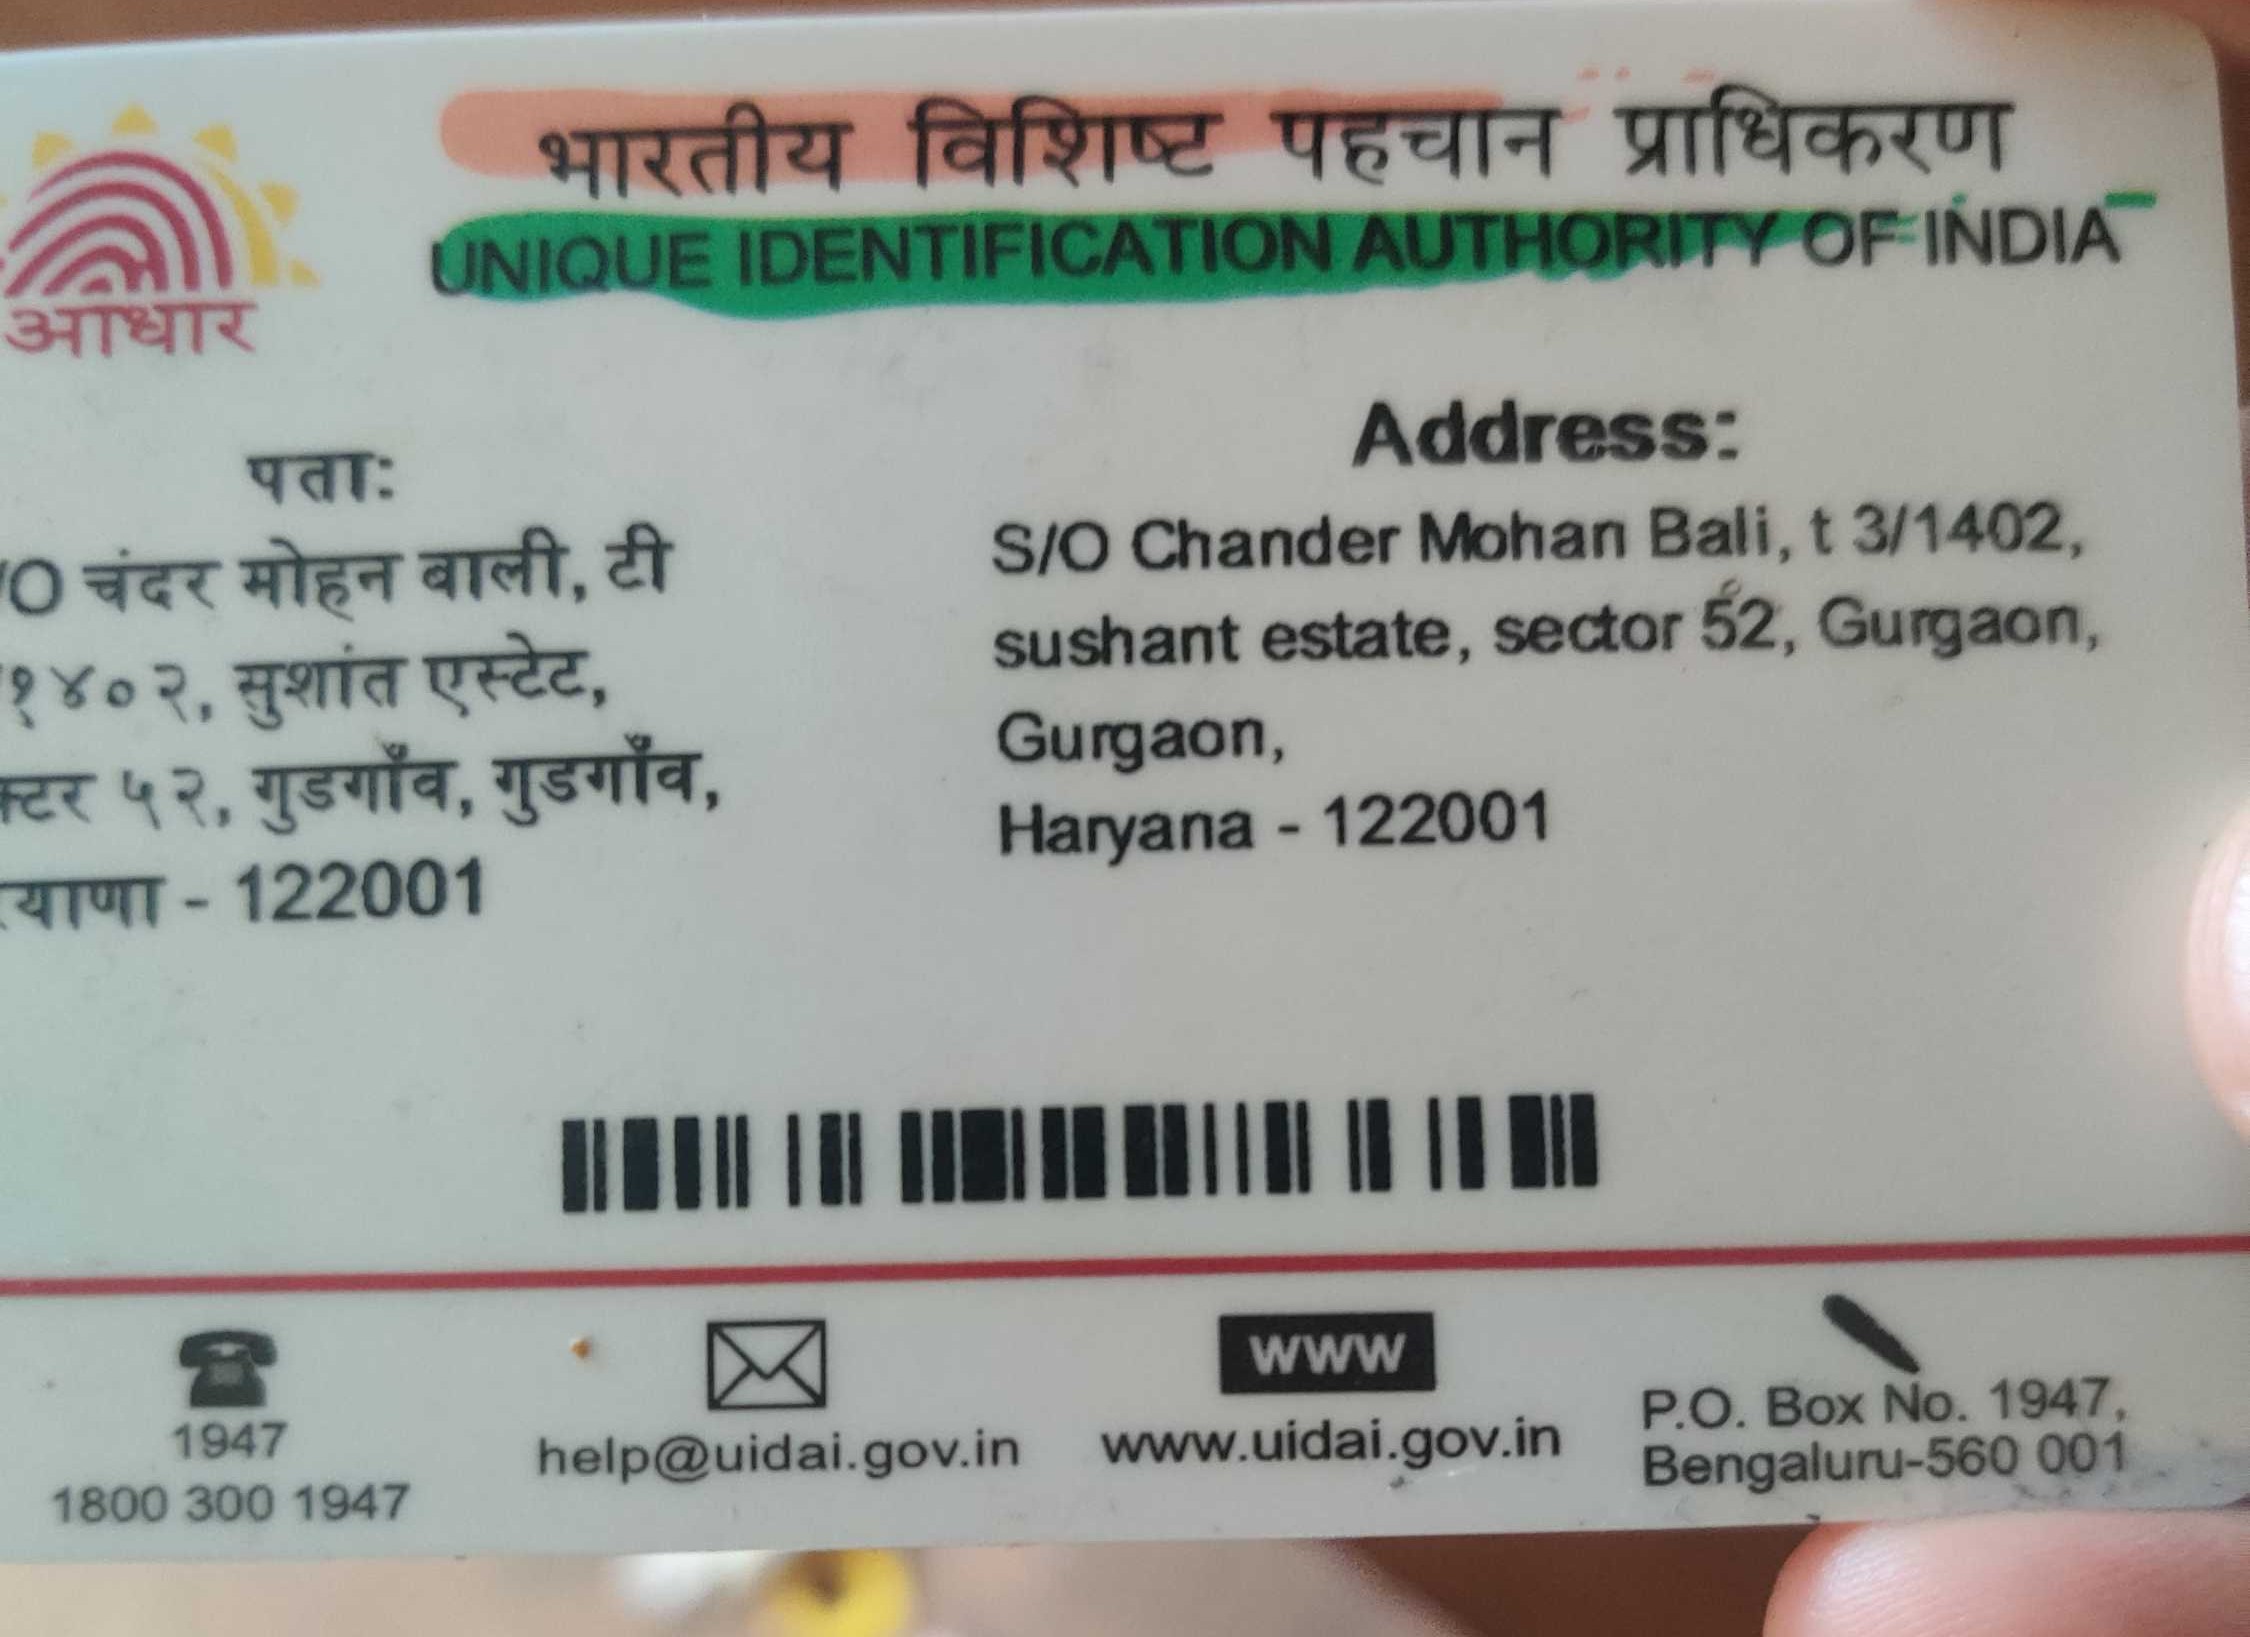 भारतीय विशिष्ट पहचान प्राधिकरण
UNIQUE IDENTIFICATION AUTHORITY OF INDIA
आधार
पता:
O चंदर मोहन बाली, टी
१४०२, सुशांत एस्टेट,
५२, गुडगाँव, गुडगाँव,
- 122001
Address:
S/O Chander Mohan Bali, t 3/1402,
sushant estate, sector 52, Gurgaon,
Gurgaon,
Haryana - 122001
1947
1800 300 1947
help@uidai.gov.in
www
www.uidai.gov.in
P.O. Box No. 1947,
Bengaluru-560 001